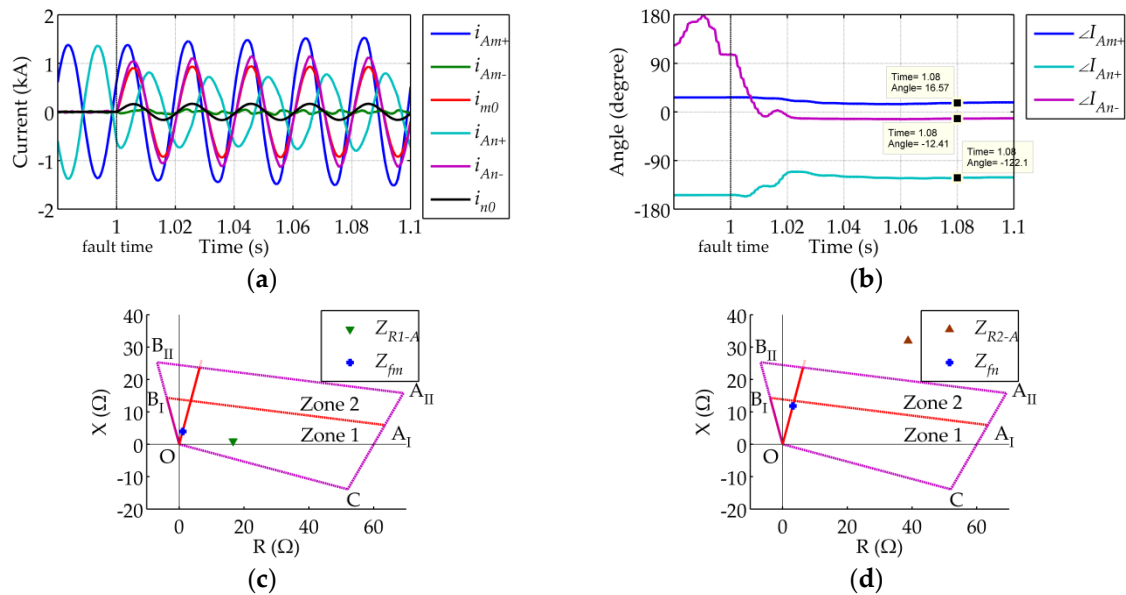 2
1
0
-1
-2
Current (kA)
1
1.02
1.04
1.06
1.08
1.1
fault time
Time (s)
i_Am+
i_Am-
i_m0
i_An+
i_An-
i_n0
(a)
180
90
0
-90
-180
Angle (degree)
Time= 1.08
Angle= 16.57
Time= 1.08
Angle= -12.41
Time= 1.08
Angle= -122.1
1
1.02
1.04
1.06
1.08
1.1
fault time
Time (s)
∠I_Am+
∠I_An+
∠I_An-
(b)
40
30
20
10
0
-10
-20
X (Ω)
B_II
B_I
O
Zone 2
Zone 1
A_II
A_I
C
Z_R1-A
Z_fm
0
20
40
60
R (Ω)
(c)
40
30
20
10
0
-10
-20
X (Ω)
B_II
B_I
O
Zone 2
Zone 1
A_II
A_I
C
Z_R2-A
Z_fn
0
20
40
60
R (Ω)
(d)